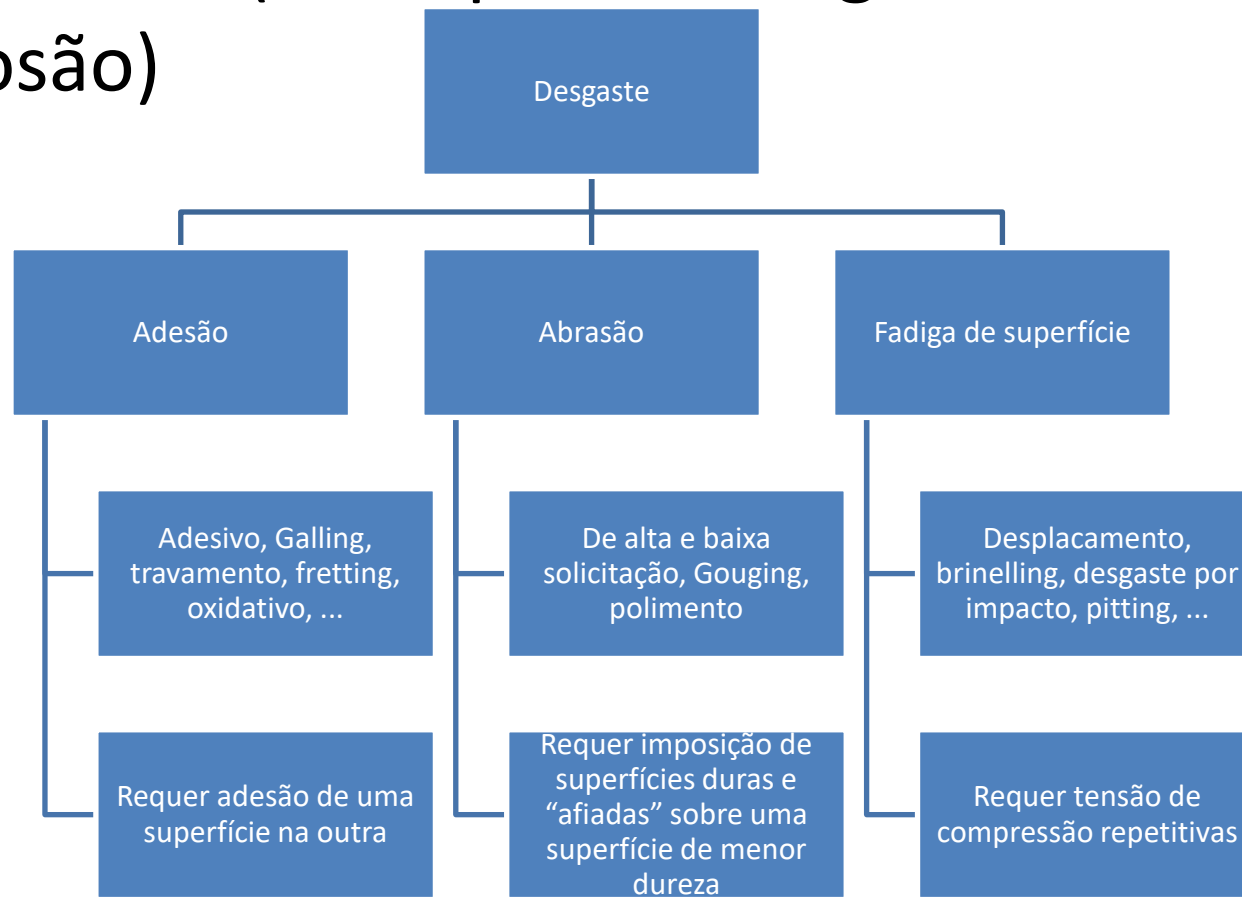 osão)
Desgaste
Adesão
Abrasão
Fadiga de superfície
Adesivo, Galling,
travamento, fretting,
oxidativo, ...
De alta e baixa
solicitação, Gouging,
polimento
Desplacamento,
brinelling, desgaste por
impacto, pitting, ...
Requer adesão de uma
superfície na outra
Requer imposição de
superfícies duras e
“afiadas” sobre uma
superfície de menor
dureza
Requer tensão de
compressão repetitivas